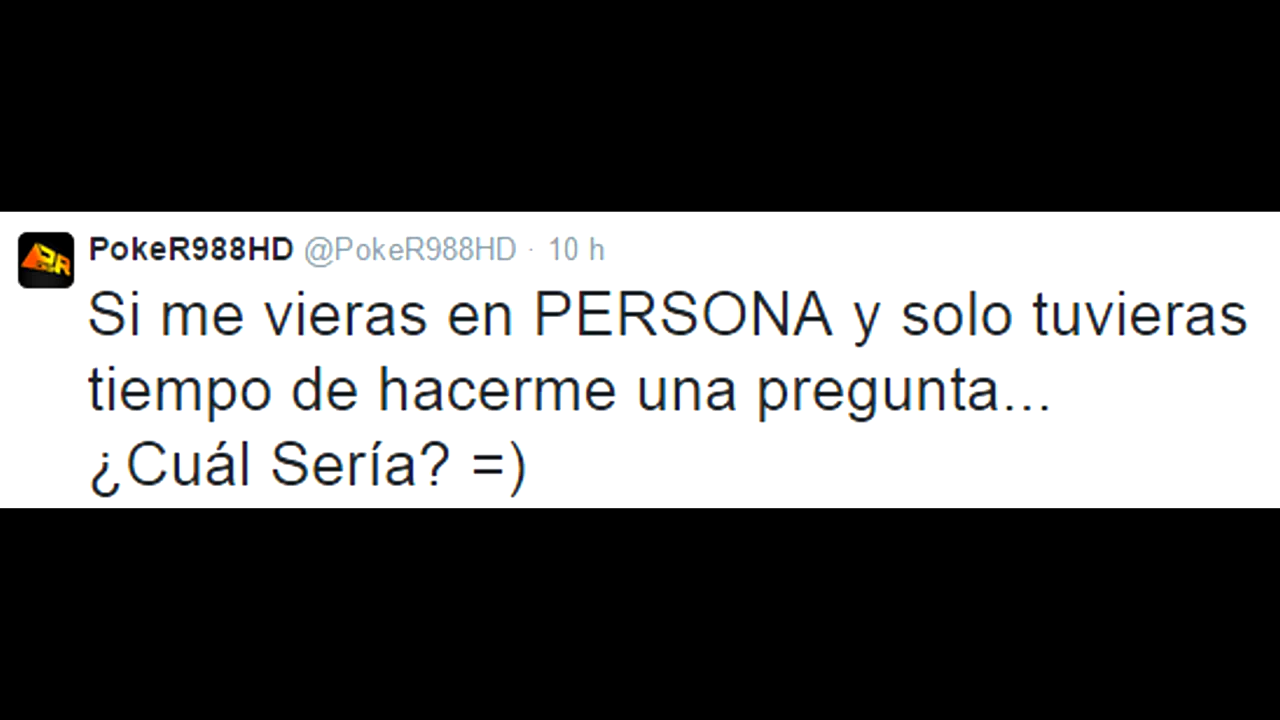 PokeR988HD @PokeR988HD · 10 h
Si me vieras en PERSONA y solo tuvieras
tiempo de hacerme una pregunta...
¿Cuál Sería? =)